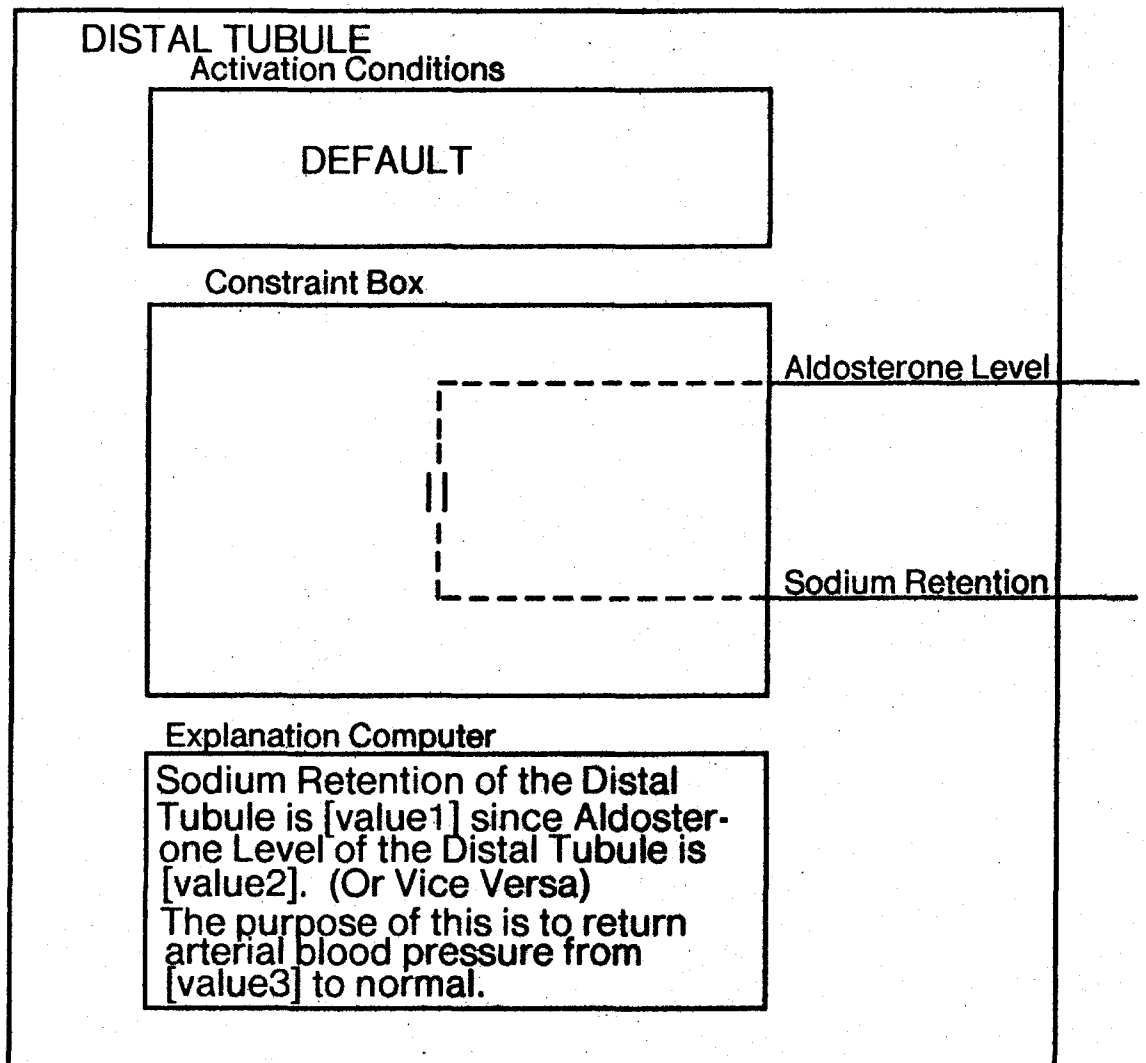 DISTAL TUBULE
Activation Conditions
DEFAULT
Constraint Box
Aldosterone Level
Sodium Retention
Explanation Computer
Sodium Retention of the Distal
Tubule is [value1] since Aldoster-
one Level of the Distal Tubule is
[value2]. (Or Vice Versa)
The purpose of this is to return
arterial blood pressure from
[value3] to normal.